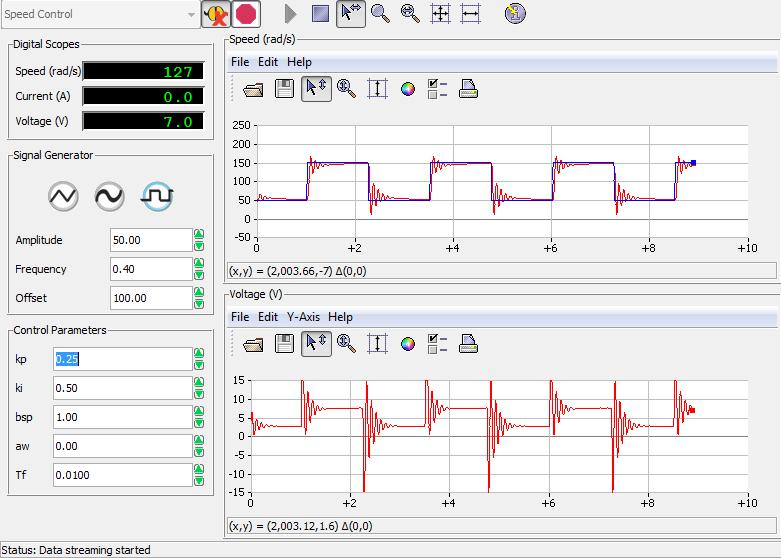 Speed Control
Digital Scopes
Speed (rad/s) 127
Current (A) 0.0
Voltage (V) 7.0
Signal Generator
Amplitude 50.00
Frequency 0.40
Offset 100.00
Control Parameters
kp 0.25
ki 0.50
bsp 1.00
aw 0.00
Tf 0.0100
Speed (rad/s)
File Edit Help
250
200
150
100
50
0
-50
0 +2 +4 +6 +8 +10
(x,y) = (2,003.66,-7) Δ(0,0)
Voltage (V)
File Edit Y-Axis Help
15
10
5
0
-5
-10
-15
0 +2 +4 +6 +8 +10
(x,y) = (2,003.12,1.6) Δ(0,0)
Status: Data streaming started